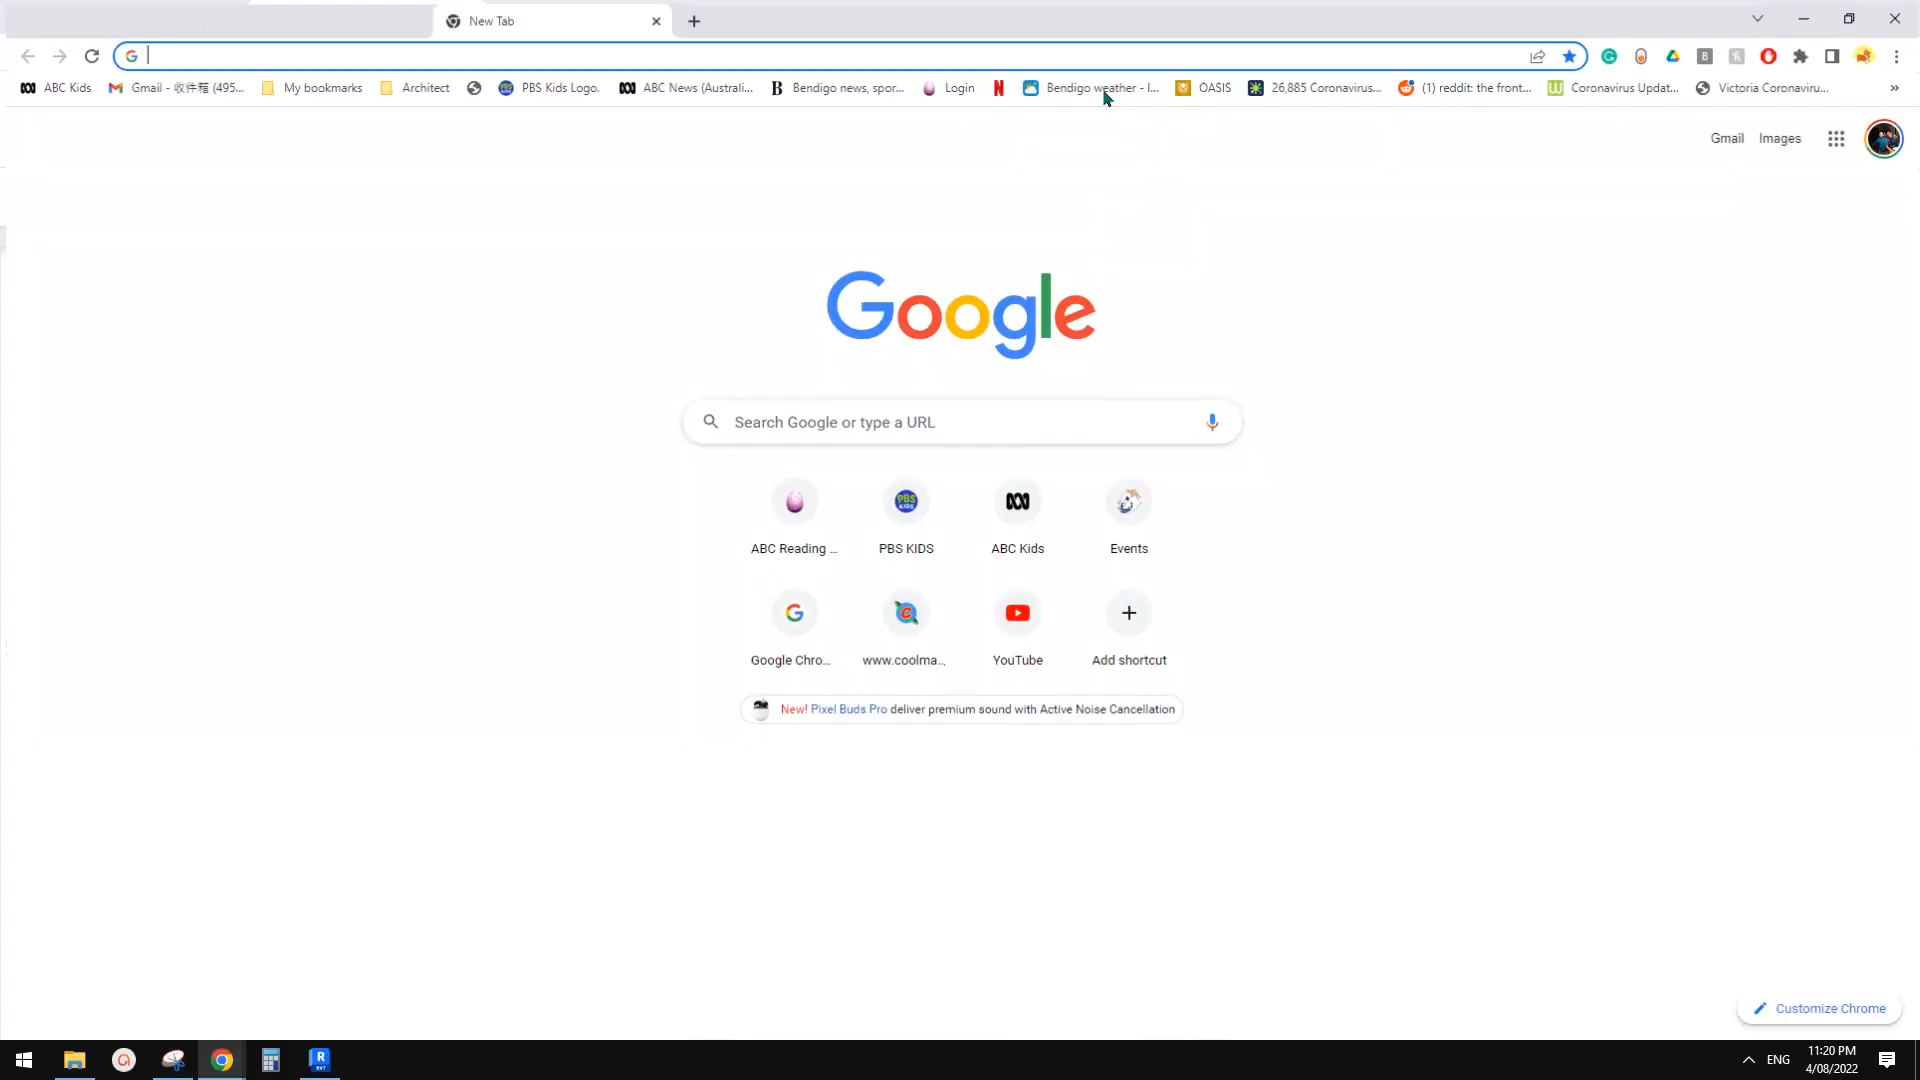 New Tab
ABC Kids
Gmail - 收件箱 (495...
My bookmarks
Architect
PBS Kids Logo.
ABC News (Australi...
B
Bendigo news, spor...
Login
N
Bendigo weather - l...
OASIS
26,885 Coronavirus...
(1) reddit: the front...
Coronavirus Updat...
Victoria Coronaviru...
»
Gmail
Images
Google
Search Google or type a URL
ABC Reading ...
PBS KIDS
ABC Kids
Events
Google Chro...
www.coolma...
YouTube
Add shortcut
New! Pixel Buds Pro deliver premium sound with Active Noise Cancellation
Customize Chrome
R
RVT
ENG
11:20 PM
4/08/2022